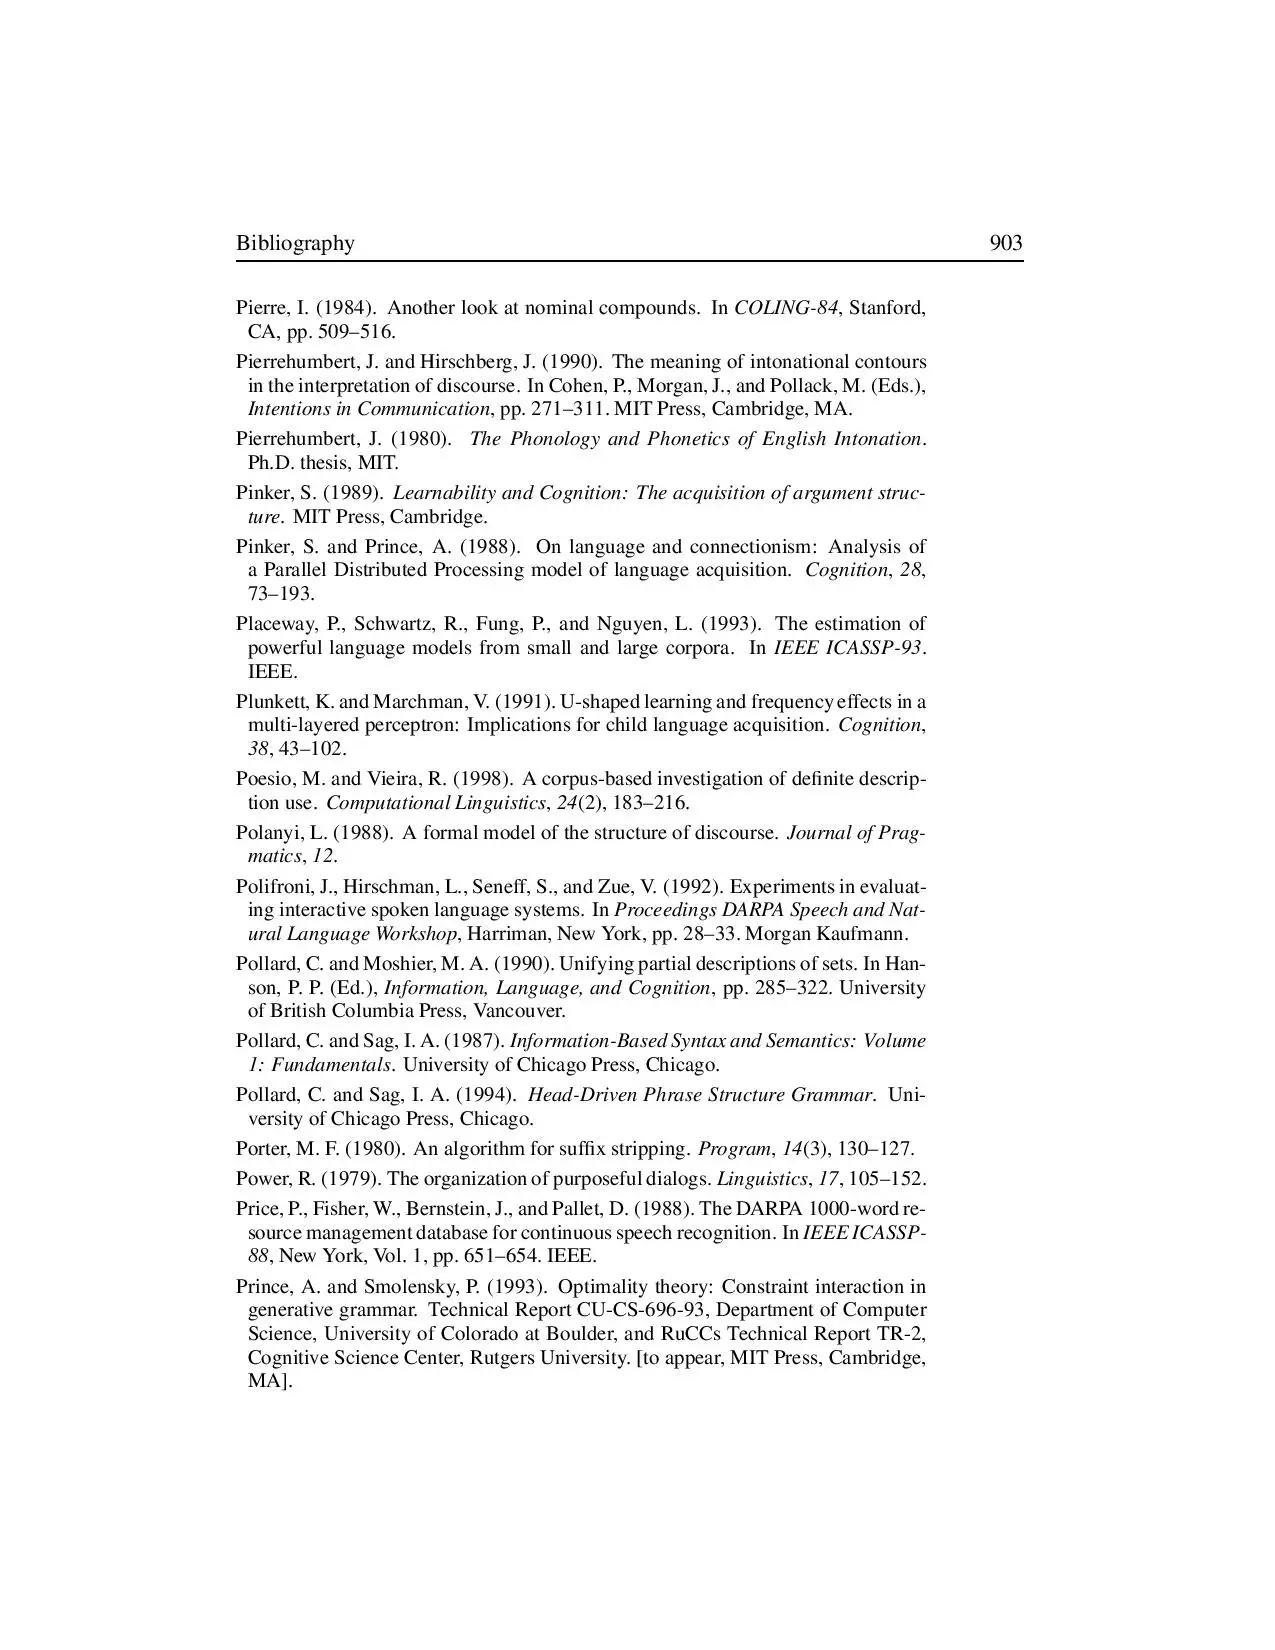 Bibliography 903
Pierre, I. (1984). Another look at nominal compounds. In COLING-84, Stanford,
CA, pp. 509–516.
Pierrehumbert, J. and Hirschberg, J. (1990). The meaning of intonational contours
in the interpretation of discourse. In Cohen, P., Morgan, J., and Pollack, M. (Eds.),
Intentions in Communication, pp. 271–311. MIT Press, Cambridge, MA.
Pierrehumbert, J. (1980). The Phonology and Phonetics of English Intonation.
Ph.D. thesis, MIT.
Pinker, S. (1989). Learnability and Cognition: The acquisition of argument struc-
ture. MIT Press, Cambridge.
Pinker, S. and Prince, A. (1988). On language and connectionism: Analysis of
a Parallel Distributed Processing model of language acquisition. Cognition, 28,
73–193.
Placeway, P., Schwartz, R., Fung, P., and Nguyen, L. (1993). The estimation of
powerful language models from small and large corpora. In IEEE ICASSP-93.
IEEE.
Plunkett, K. and Marchman, V. (1991). U-shaped learning and frequency effects in a
multi-layered perceptron: Implications for child language acquisition. Cognition,
38, 43–102.
Poesio, M. and Vieira, R. (1998). A corpus-based investigation of definite descrip-
tion use. Computational Linguistics, 24(2), 183–216.
Polanyi, L. (1988). A formal model of the structure of discourse. Journal of Prag-
matics, 12.
Polifroni, J., Hirschman, L., Seneff, S., and Zue, V. (1992). Experiments in evaluat-
ing interactive spoken language systems. In Proceedings DARPA Speech and Nat-
ural Language Workshop, Harriman, New York, pp. 28–33. Morgan Kaufmann.
Pollard, C. and Moshier, M. A. (1990). Unifying partial descriptions of sets. In Han-
son, P. P. (Ed.), Information, Language, and Cognition, pp. 285–322. University
of British Columbia Press, Vancouver.
Pollard, C. and Sag, I. A. (1987). Information-Based Syntax and Semantics: Volume
1: Fundamentals. University of Chicago Press, Chicago.
Pollard, C. and Sag, I. A. (1994). Head-Driven Phrase Structure Grammar. Uni-
versity of Chicago Press, Chicago.
Porter, M. F. (1980). An algorithm for suffix stripping. Program, 14(3), 130–127.
Power, R. (1979). The organization of purposeful dialogs. Linguistics, 17, 105–152.
Price, P., Fisher, W., Bernstein, J., and Pallet, D. (1988). The DARPA 1000-word re-
source management database for continuous speech recognition. In IEEE ICASSP-
88, New York, Vol. 1, pp. 651–654. IEEE.
Prince, A. and Smolensky, P. (1993). Optimality theory: Constraint interaction in
generative grammar. Technical Report CU-CS-696-93, Department of Computer
Science, University of Colorado at Boulder, and RuCCs Technical Report TR-2,
Cognitive Science Center, Rutgers University. [to appear, MIT Press, Cambridge,
MA].